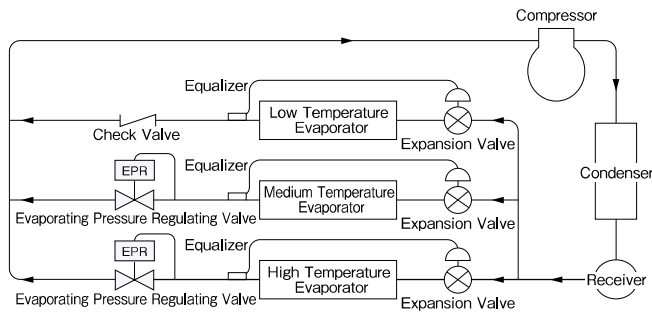 Compressor
Equalizer
Low Temperature
Evaporator
Check Valve
Expansion Valve
Condenser
EPR
Equalizer
Medium Temperature
Evaporator
Evaporating Pressure Regulating Valve
Expansion Valve
EPR
Equalizer
High Temperature
Evaporator
Receiver
Evaporating Pressure Regulating Valve
Expansion Valve